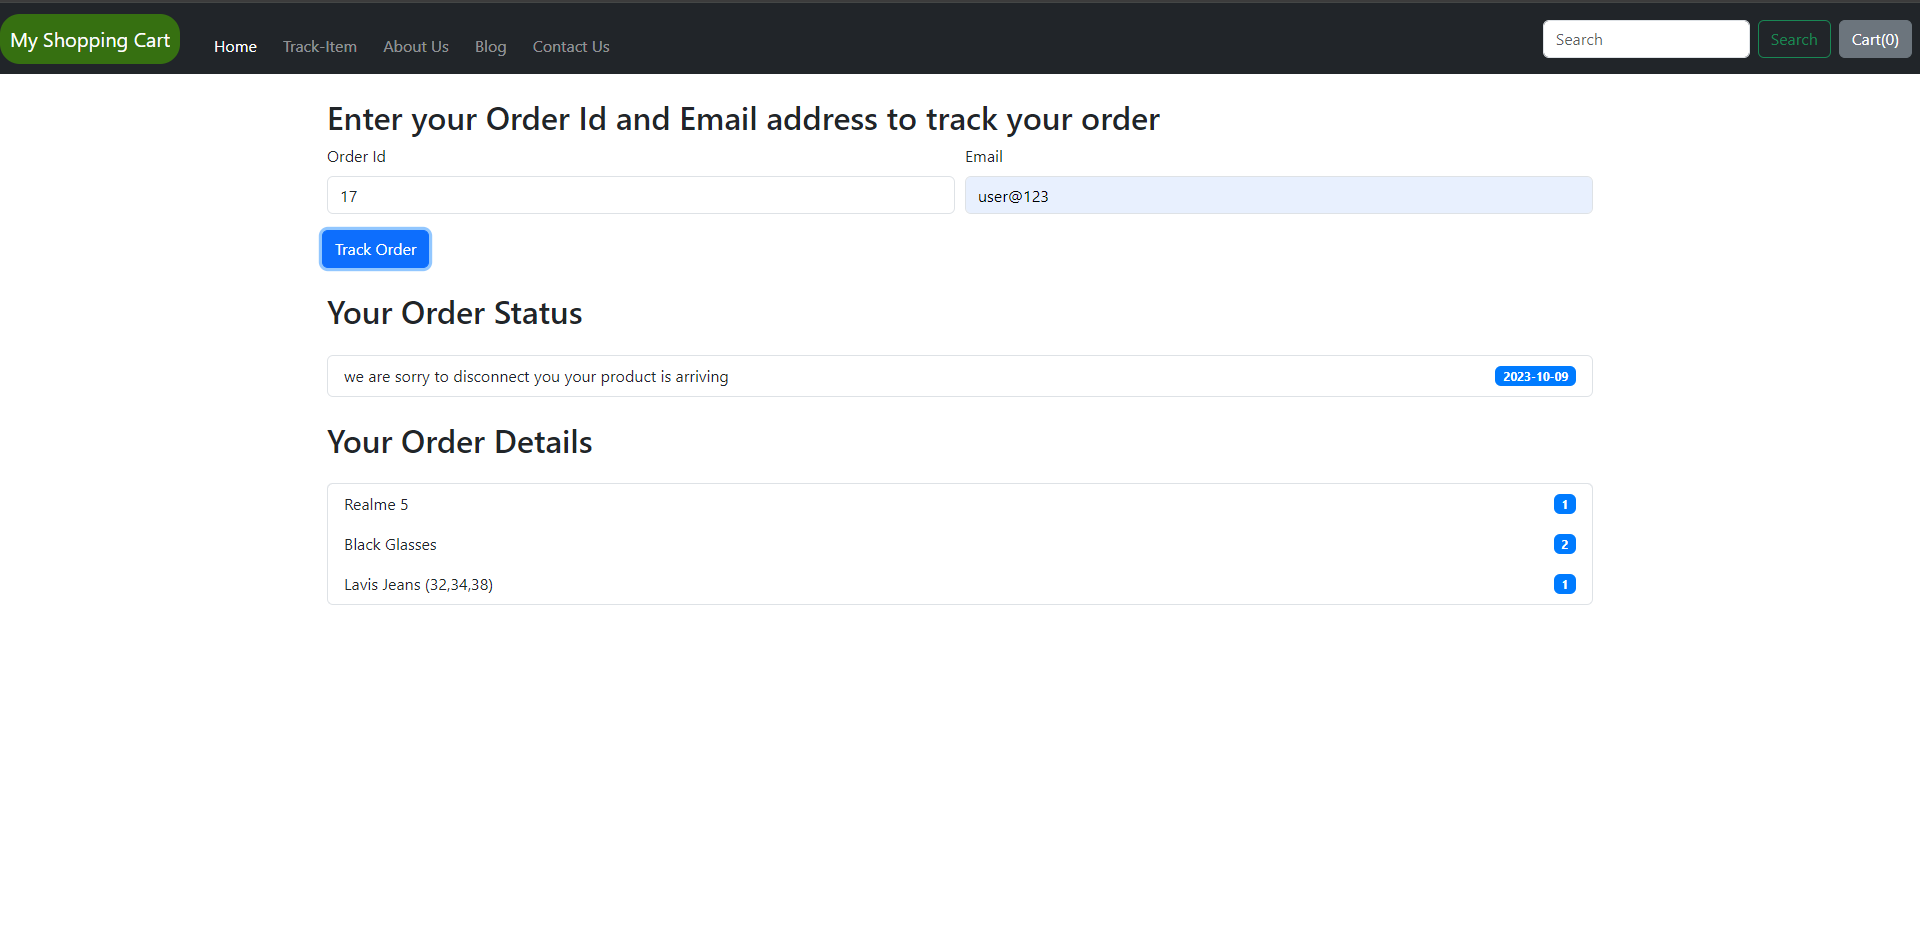 My Shopping Cart Home Track-Item About Us Blog Contact Us Search Search Cart(0)
Enter your Order Id and Email address to track your order
Order Id Email
17 user@123
Track Order
Your Order Status
we are sorry to disconnect you your product is arriving 2023-10-09
Your Order Details
Realme 5 1
Black Glasses 2
Lavis Jeans (32,34,38) 1